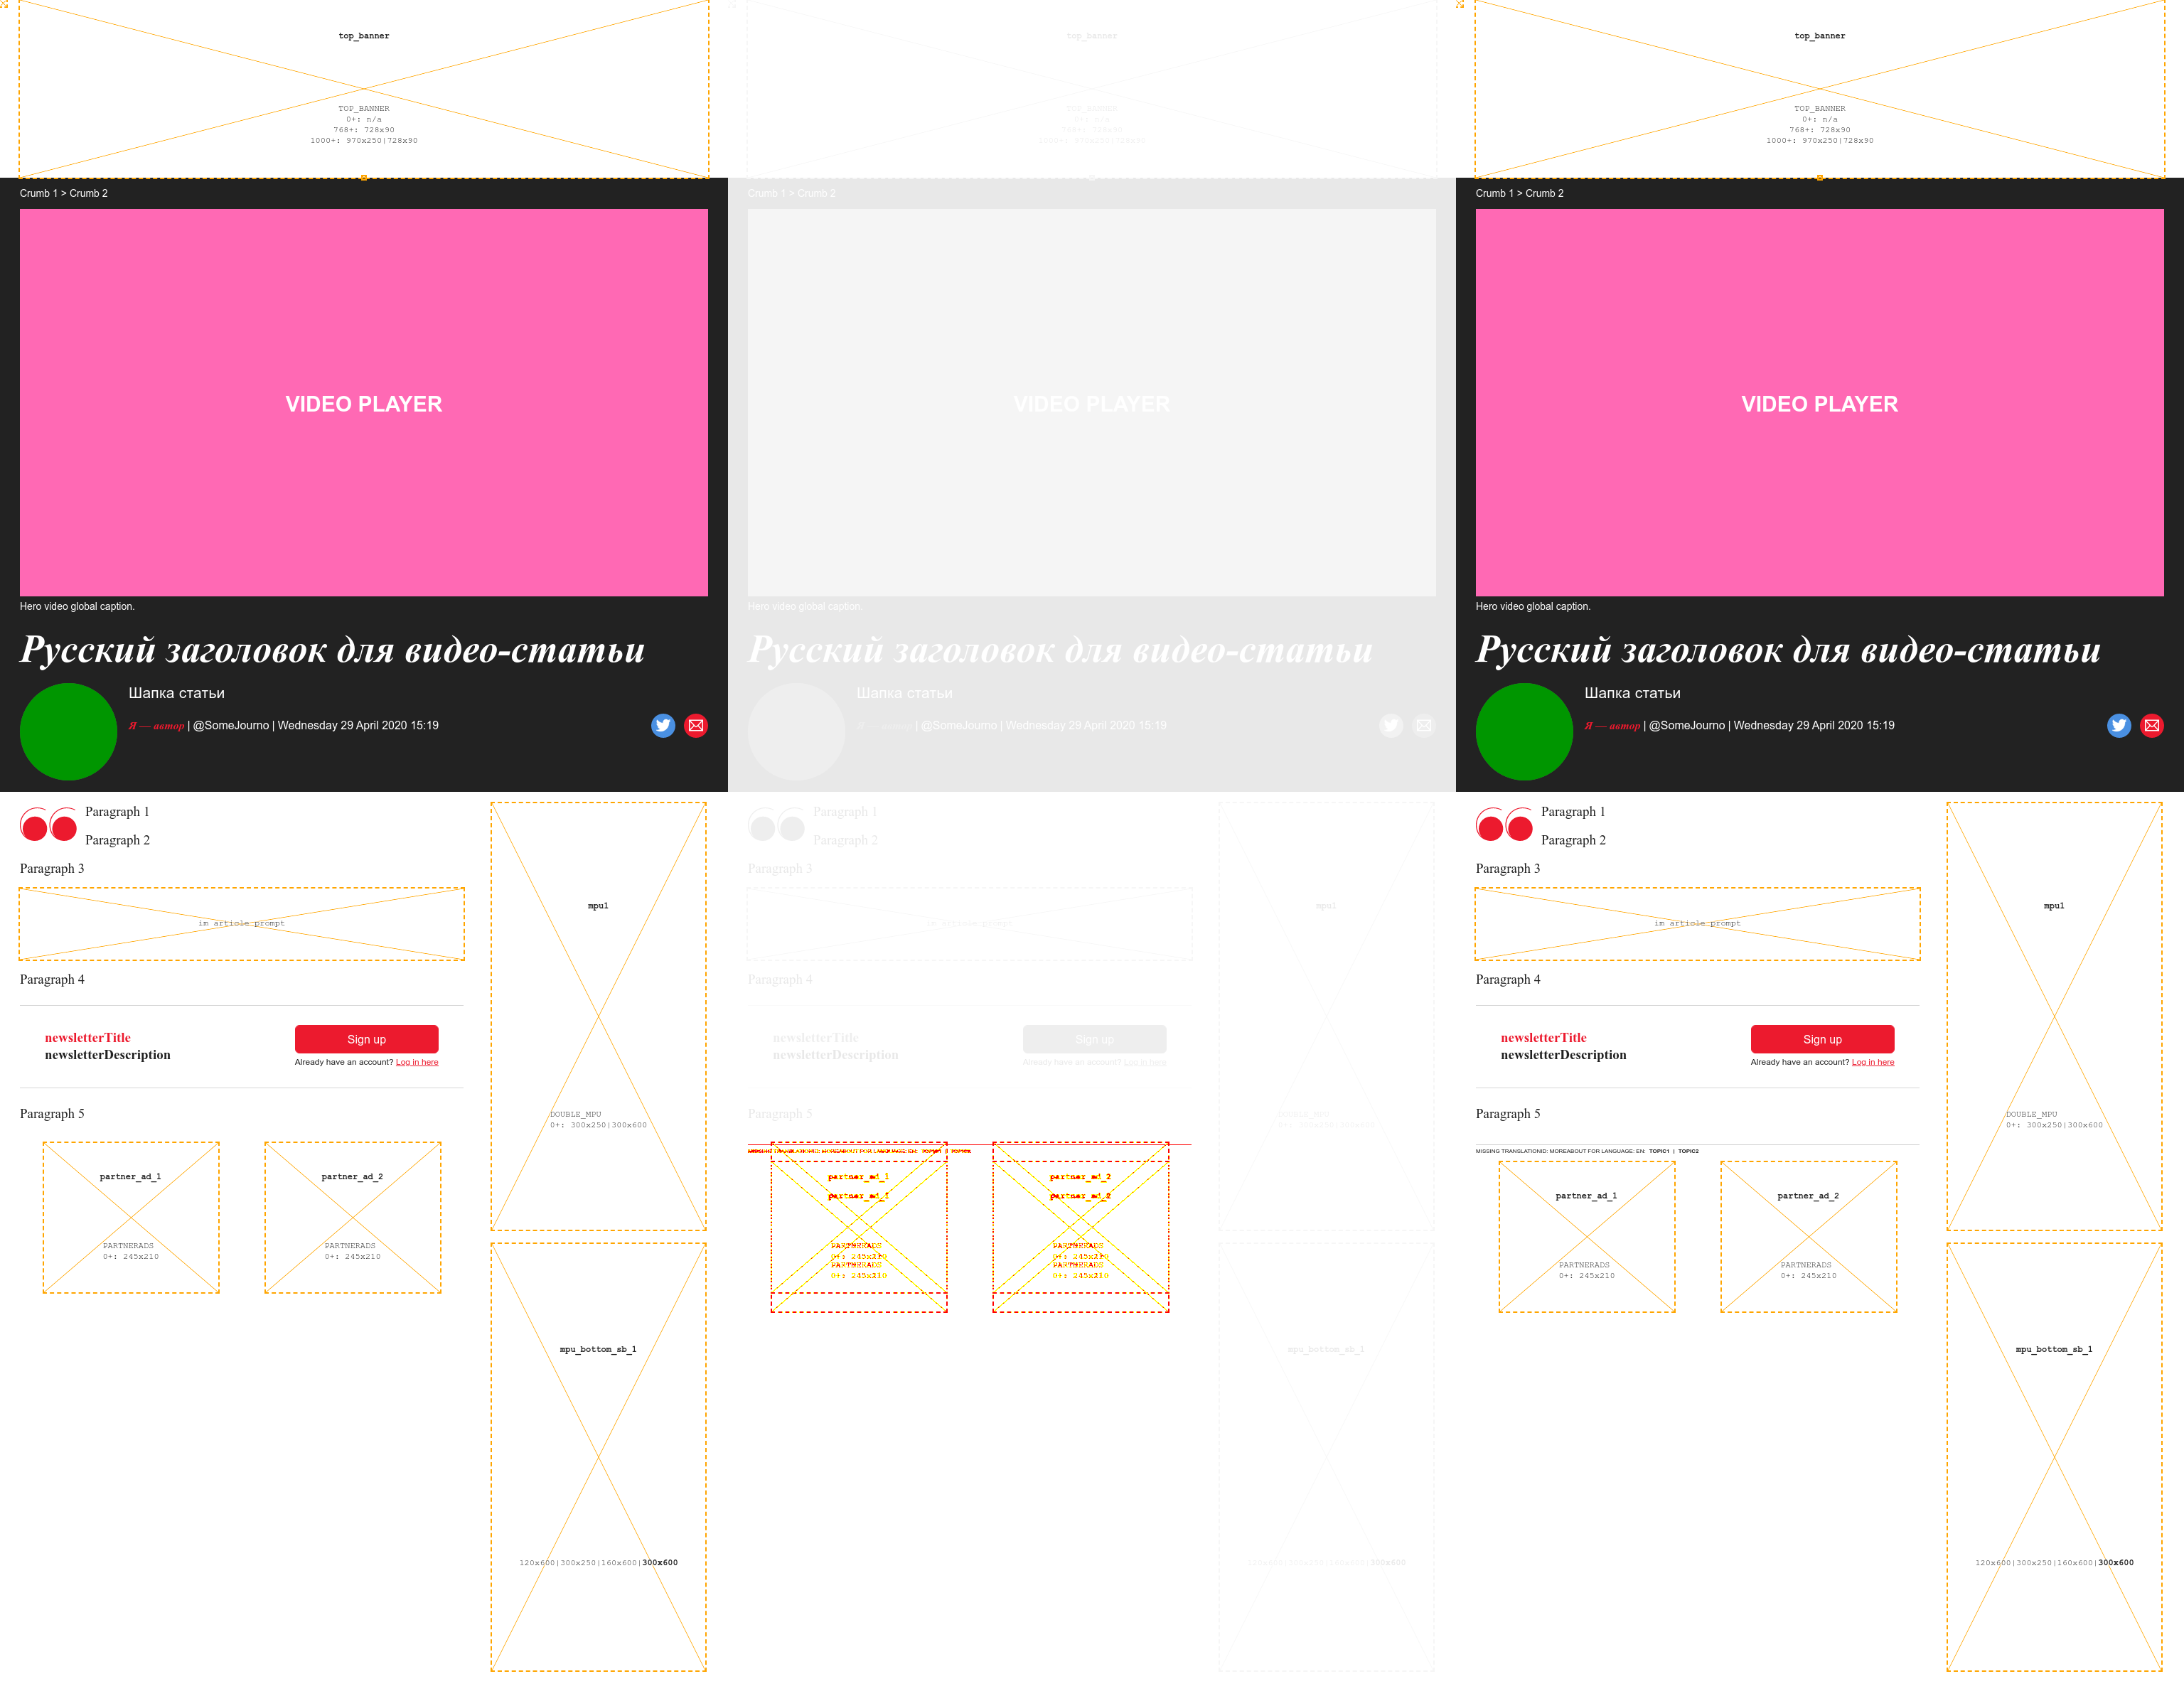 top_banner
TOP_BANNER
0+: n/a
768+: 728x90
1000+: 970x250|728x90
Crumb 1 > Crumb 2
VIDEO PLAYER
Hero video global caption.
Русский заголовок для видео-статьи
Шапка статьи
Я — автор | @SomeJourno | Wednesday 29 April 2020 15:19
Paragraph 1
Paragraph 2
Paragraph 3
im article prompt
Paragraph 4
newsletterTitle
newsletterDescription
Sign up
Already have an account? Log in here
Paragraph 5
partner_ad_1
PARTNERADS
0+: 245x210
partner_ad_2
PARTNERADS
0+: 245x210
mpu1
DOUBLE_MPU
0+: 300x250|300x600
mpu_bottom_sb_1
120x600|300x250|160x600|300x600
top_banner
TOP_BANNER
768+: 728x90
1000+: 970x250|728x90
Crumb 1 > Crumb 2
VIDEO PLAYER
Hero video global caption.
Русский заголовок для видео-статьи
Шапка статьи
| @SomeJourno | Wednesday 29 April 2020 15:19
Paragraph 1
Paragraph 2
Paragraph 3
im article prompt
Paragraph 4
newsletterTitle
newsletterDescription
Sign up
Already have an account? Log in here
Paragraph 5
partner_ad_1
partner_ad_1
PARTNERADS
0+: 245x210
PARTNERADS
0+: 245x210
partner_ad_2
partner_ad_2
PARTNERADS
0+: 245x210
PARTNERADS
0+: 245x210
mpu1
DOUBLE_MPU
0+: 300x250|300x600
mpu_bottom_sb_1
120x600|300x250|160x600|300x600
top_banner
TOP_BANNER
0+: n/a
768+: 728x90
1000+: 970x250|728x90
Crumb 1 > Crumb 2
VIDEO PLAYER
Hero video global caption.
Русский заголовок для видео-статьи
Шапка статьи
Я — автор | @SomeJourno | Wednesday 29 April 2020 15:19
Paragraph 1
Paragraph 2
Paragraph 3
im article prompt
Paragraph 4
newsletterTitle
newsletterDescription
Sign up
Already have an account? Log in here
Paragraph 5
MISSING TRANSLATIONID: MOREABOUT FOR LANGUAGE: EN: TOPIC1 | TOPIC2
partner_ad_1
PARTNERADS
0+: 245x210
partner_ad_2
PARTNERADS
0+: 245x210
mpu1
DOUBLE_MPU
0+: 300x250|300x600
mpu_bottom_sb_1
120x600|300x250|160x600|300x600